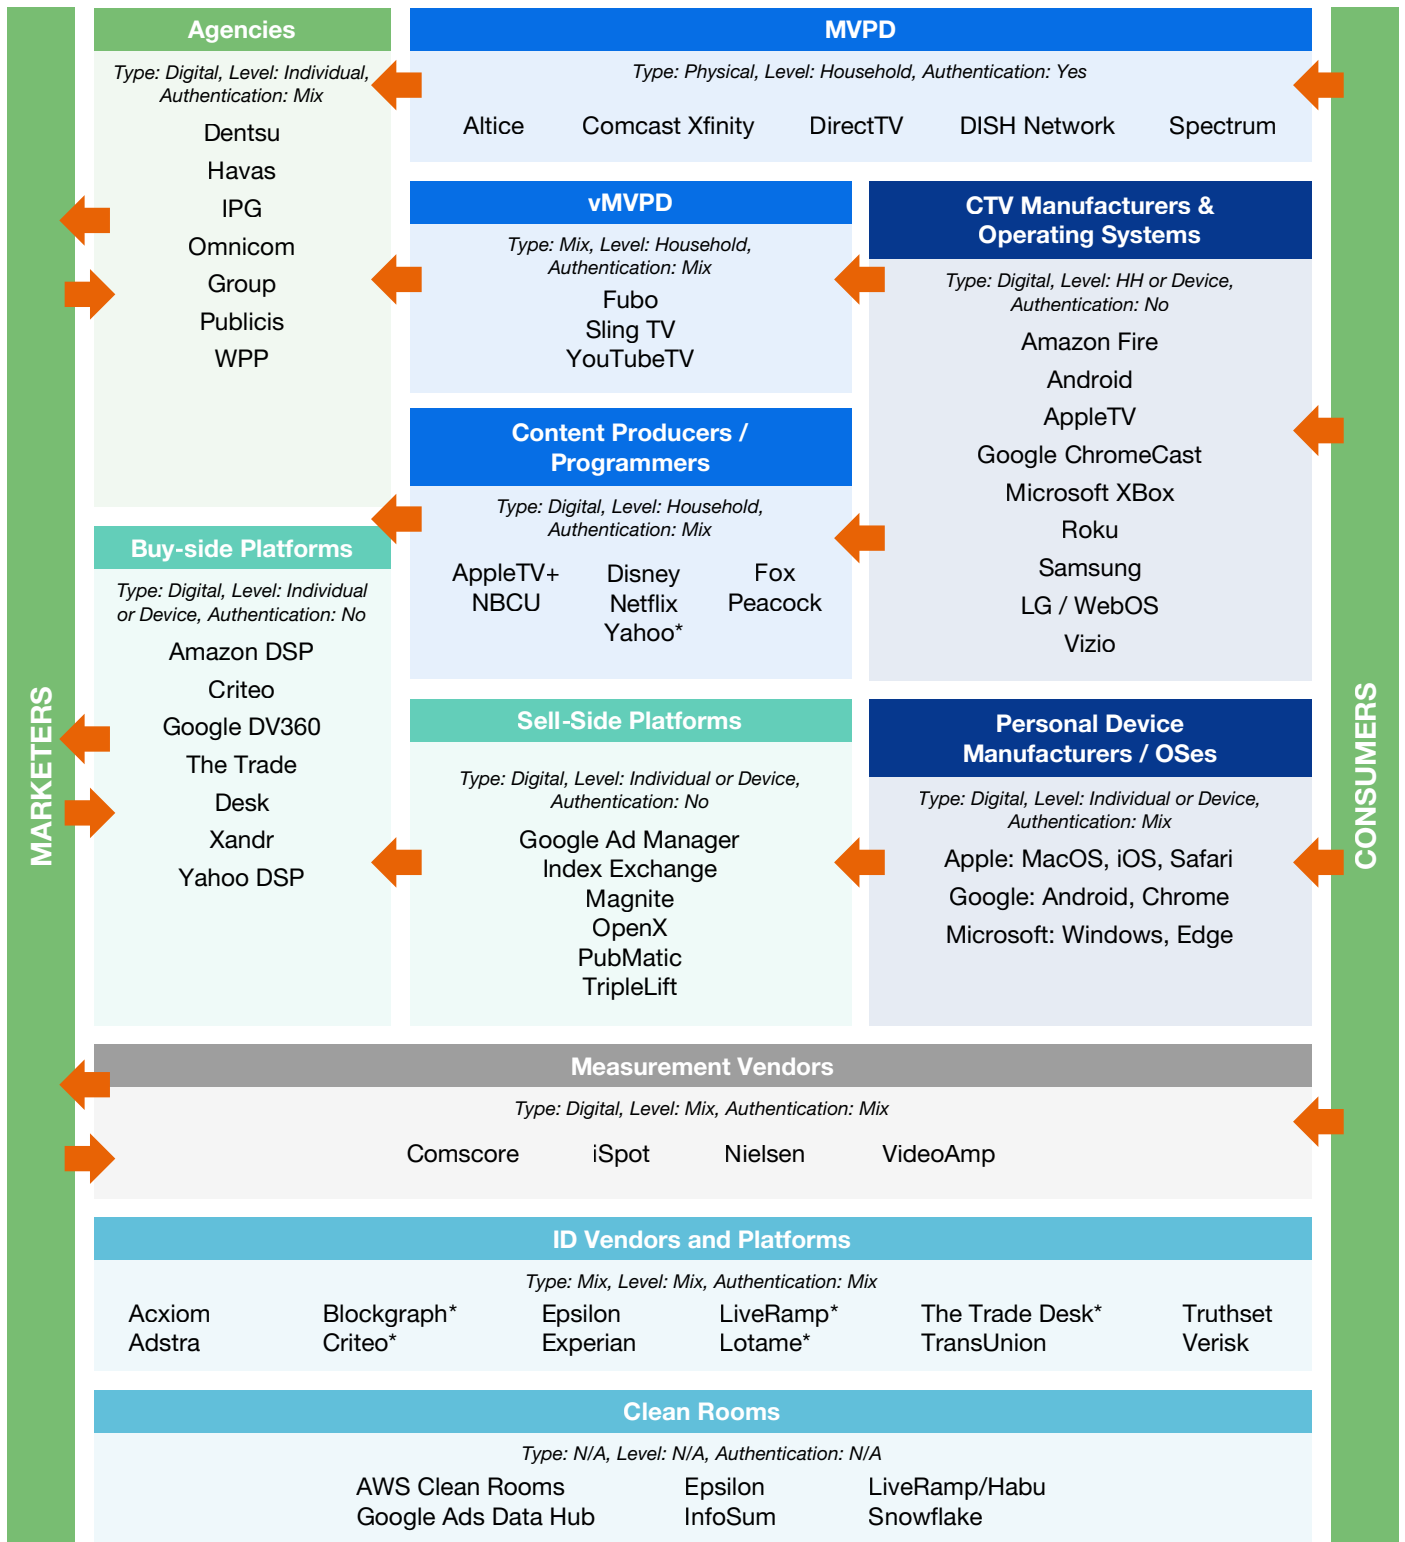 MARKETERS
Agencies
Type: Digital, Level: Individual,
Authentication: Mix
Dentsu
Havas
IPG
Omnicom
Group
Publicis
WPP
Buy-side Platforms
Type: Digital, Level: Individual
or Device, Authentication: No
Amazon DSP
Criteo
Google DV360
The Trade
Desk
Xandr
Yahoo DSP
MVPD
Type: Physical, Level: Household, Authentication: Yes
Altice Comcast Xfinity DirectTV DISH Network Spectrum
vMVPD
Type: Mix, Level: Household,
Authentication: Mix
Fubo
Sling TV
YouTubeTV
Content Producers /
Programmers
Type: Digital, Level: Household,
Authentication: Mix
AppleTV+ Disney Fox
NBCU Netflix Peacock
Yahoo*
Sell-Side Platforms
Type: Digital, Level: Individual or Device,
Authentication: No
Google Ad Manager
Index Exchange
Magnite
OpenX
PubMatic
TripleLift
CTV Manufacturers &
Operating Systems
Type: Digital, Level: HH or Device,
Authentication: No
Amazon Fire
Android
AppleTV
Google ChromeCast
Microsoft XBox
Roku
Samsung
LG / WebOS
Vizio
Personal Device
Manufacturers / OSes
Type: Digital, Level: Individual or Device,
Authentication: Mix
Apple: MacOS, iOS, Safari
Google: Android, Chrome
Microsoft: Windows, Edge
CONSUMERS
Measurement Vendors
Type: Digital, Level: Mix, Authentication: Mix
Comscore iSpot Nielsen VideoAmp
ID Vendors and Platforms
Type: Mix, Level: Mix, Authentication: Mix
Acxiom Blockgraph* Epsilon LiveRamp* The Trade Desk* Truthset
Adstra Criteo* Experian Lotame* TransUnion Verisk
Clean Rooms
Type: N/A, Level: N/A, Authentication: N/A
AWS Clean Rooms Epsilon LiveRamp/Habu
Google Ads Data Hub InfoSum Snowflake